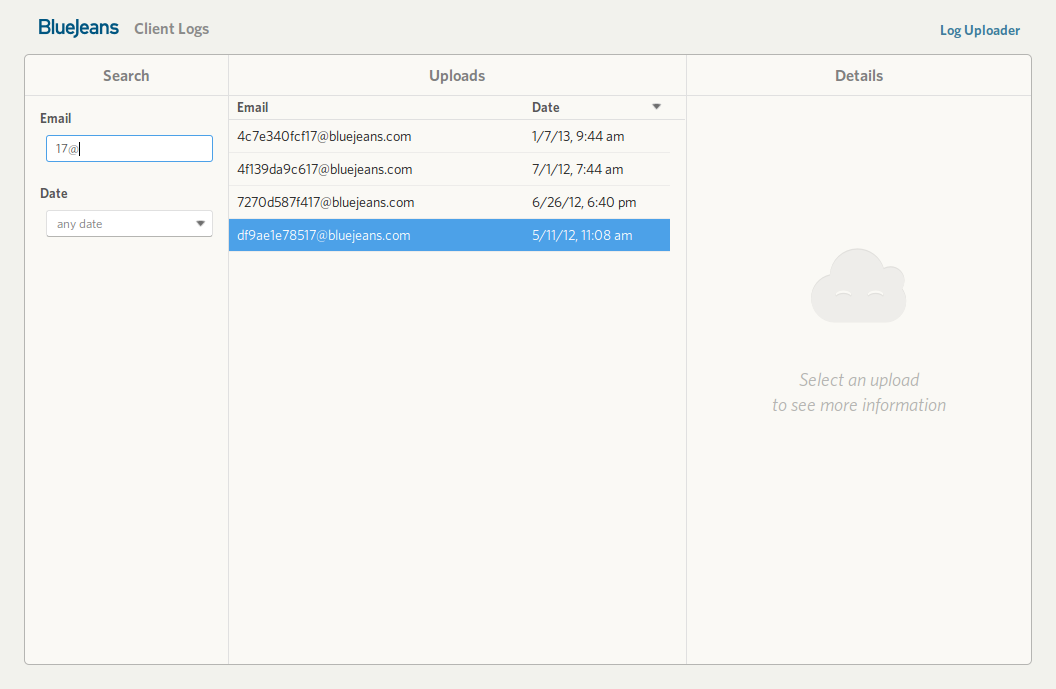 BlueJeans Client Logs
Log Uploader
Search
Uploads
Details
Email
17@
Date
any date
Email Date
4c7e340fcf17@bluejeans.com 1/7/13, 9:44 am
4f139da9c617@bluejeans.com 7/1/12, 7:44 am
7270d587f417@bluejeans.com 6/26/12, 6:40 pm
df9ae1e78517@bluejeans.com 5/11/12, 11:08 am
Select an upload
to see more information